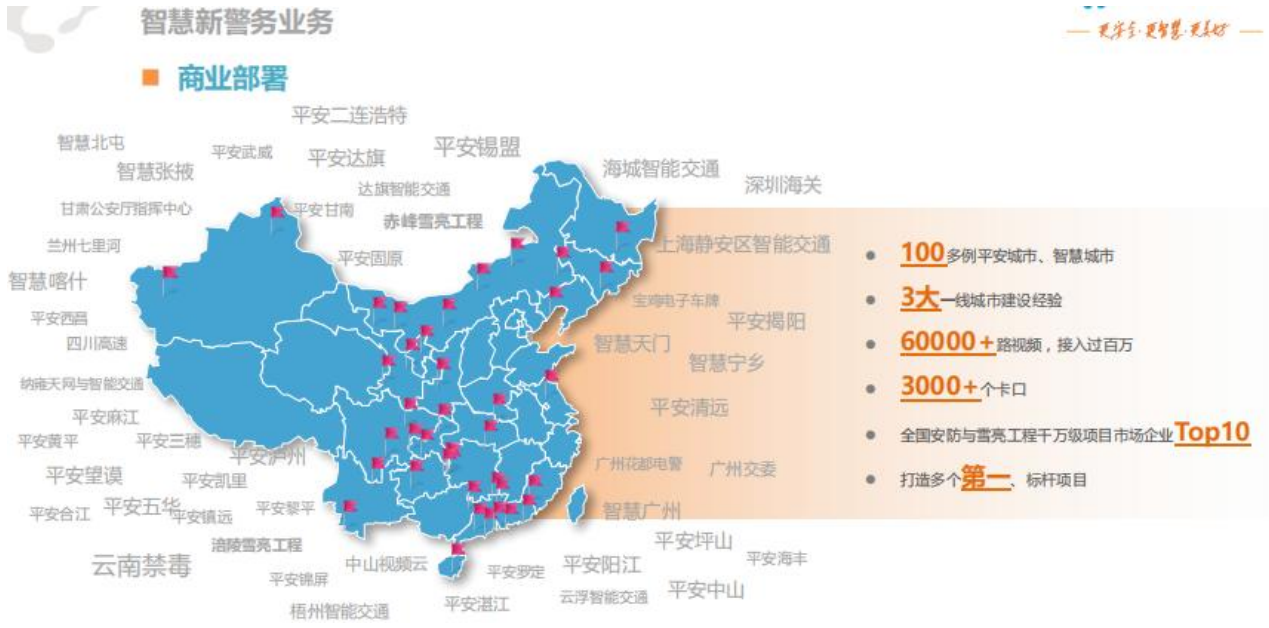 智慧新警务业务
更安全·更智慧·更美好
商业部署
平安二连浩特
智慧北屯
平安武威
平安达旗
平安锡盟
智慧张掖
海城智能交通
深圳海关
达旗智能交通
甘肃公安厅指挥中心
平安甘南
赤峰雪亮工程
兰州七里河
平安固原
上海静安区智能交通
智慧喀什
宝鸡电子车牌
平安西昌
平安揭阳
四川高速
智慧天门
智慧宁乡
纳雍天网与智能交通
平安麻江
平安清远
平安黄平
平安三穗
平安泸州
平安望谟
平安凯里
广州花都电警
广州交委
平安合江
平安五华
平安镇远
平安黎平
智慧广州
涪陵雪亮工程
平安坪山
云南禁毒
平安锦屏
中山视频云
平安罗定
平安阳江
平安海丰
梧州智能交通
平安湛江
云浮智能交通
平安中山
100多例平安城市、智慧城市
3大一线城市建设经验
60000+路视频，接入过百万
3000+个卡口
全国安防与雪亮工程千万级项目市场企业Top10
打造多个第一、标杆项目